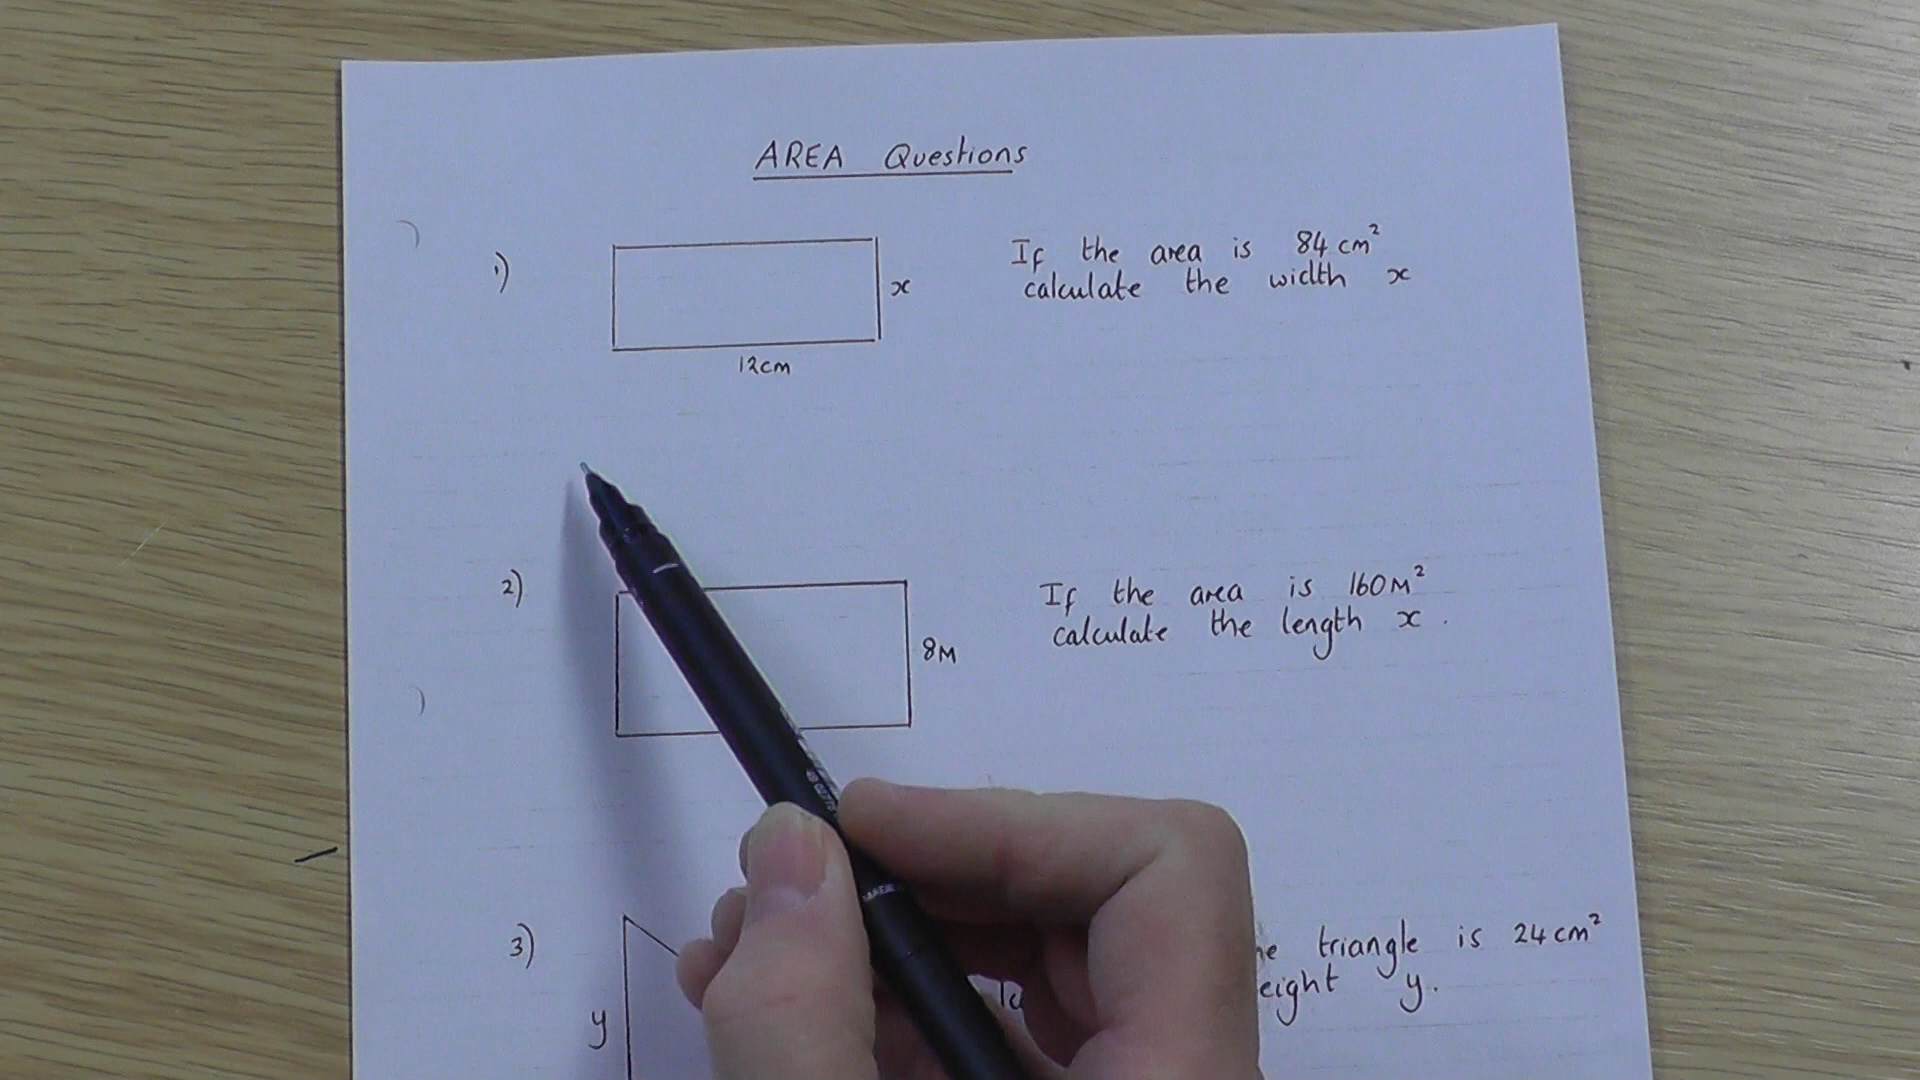 AREA Questions
1)
x
12cm
If the area is 84 cm²
calculate the width x
2)
8M
If the area is 160M²
calculate the length x .
3)
y
triangle is 24cm²
y.